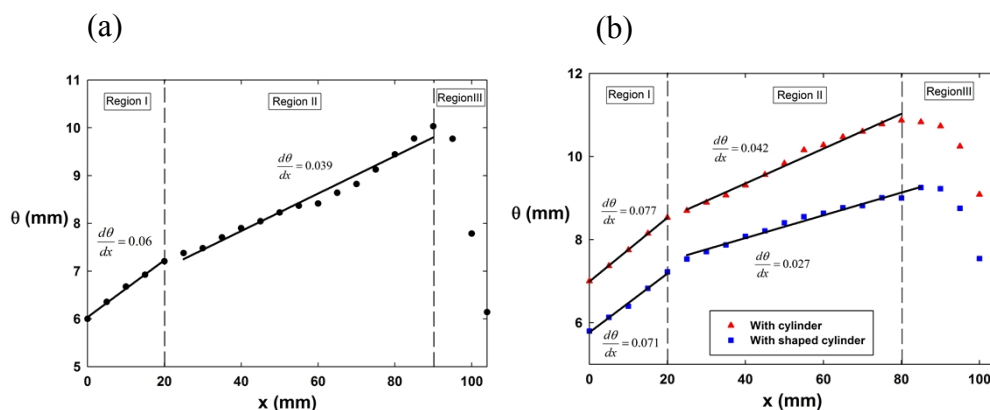 (a)
11
10
9
8
7
6
5
θ (mm)
Region I
Region II
RegionIII
dθ/dx = 0.06
dθ/dx = 0.039
0 20 40 60 80 100
x (mm)
(b)
12
10
8
6
θ (mm)
Region I
Region II
RegionIII
dθ/dx = 0.042
dθ/dx = 0.077
dθ/dx = 0.027
dθ/dx = 0.071
With cylinder
With shaped cylinder
0 20 40 60 80 100
x (mm)